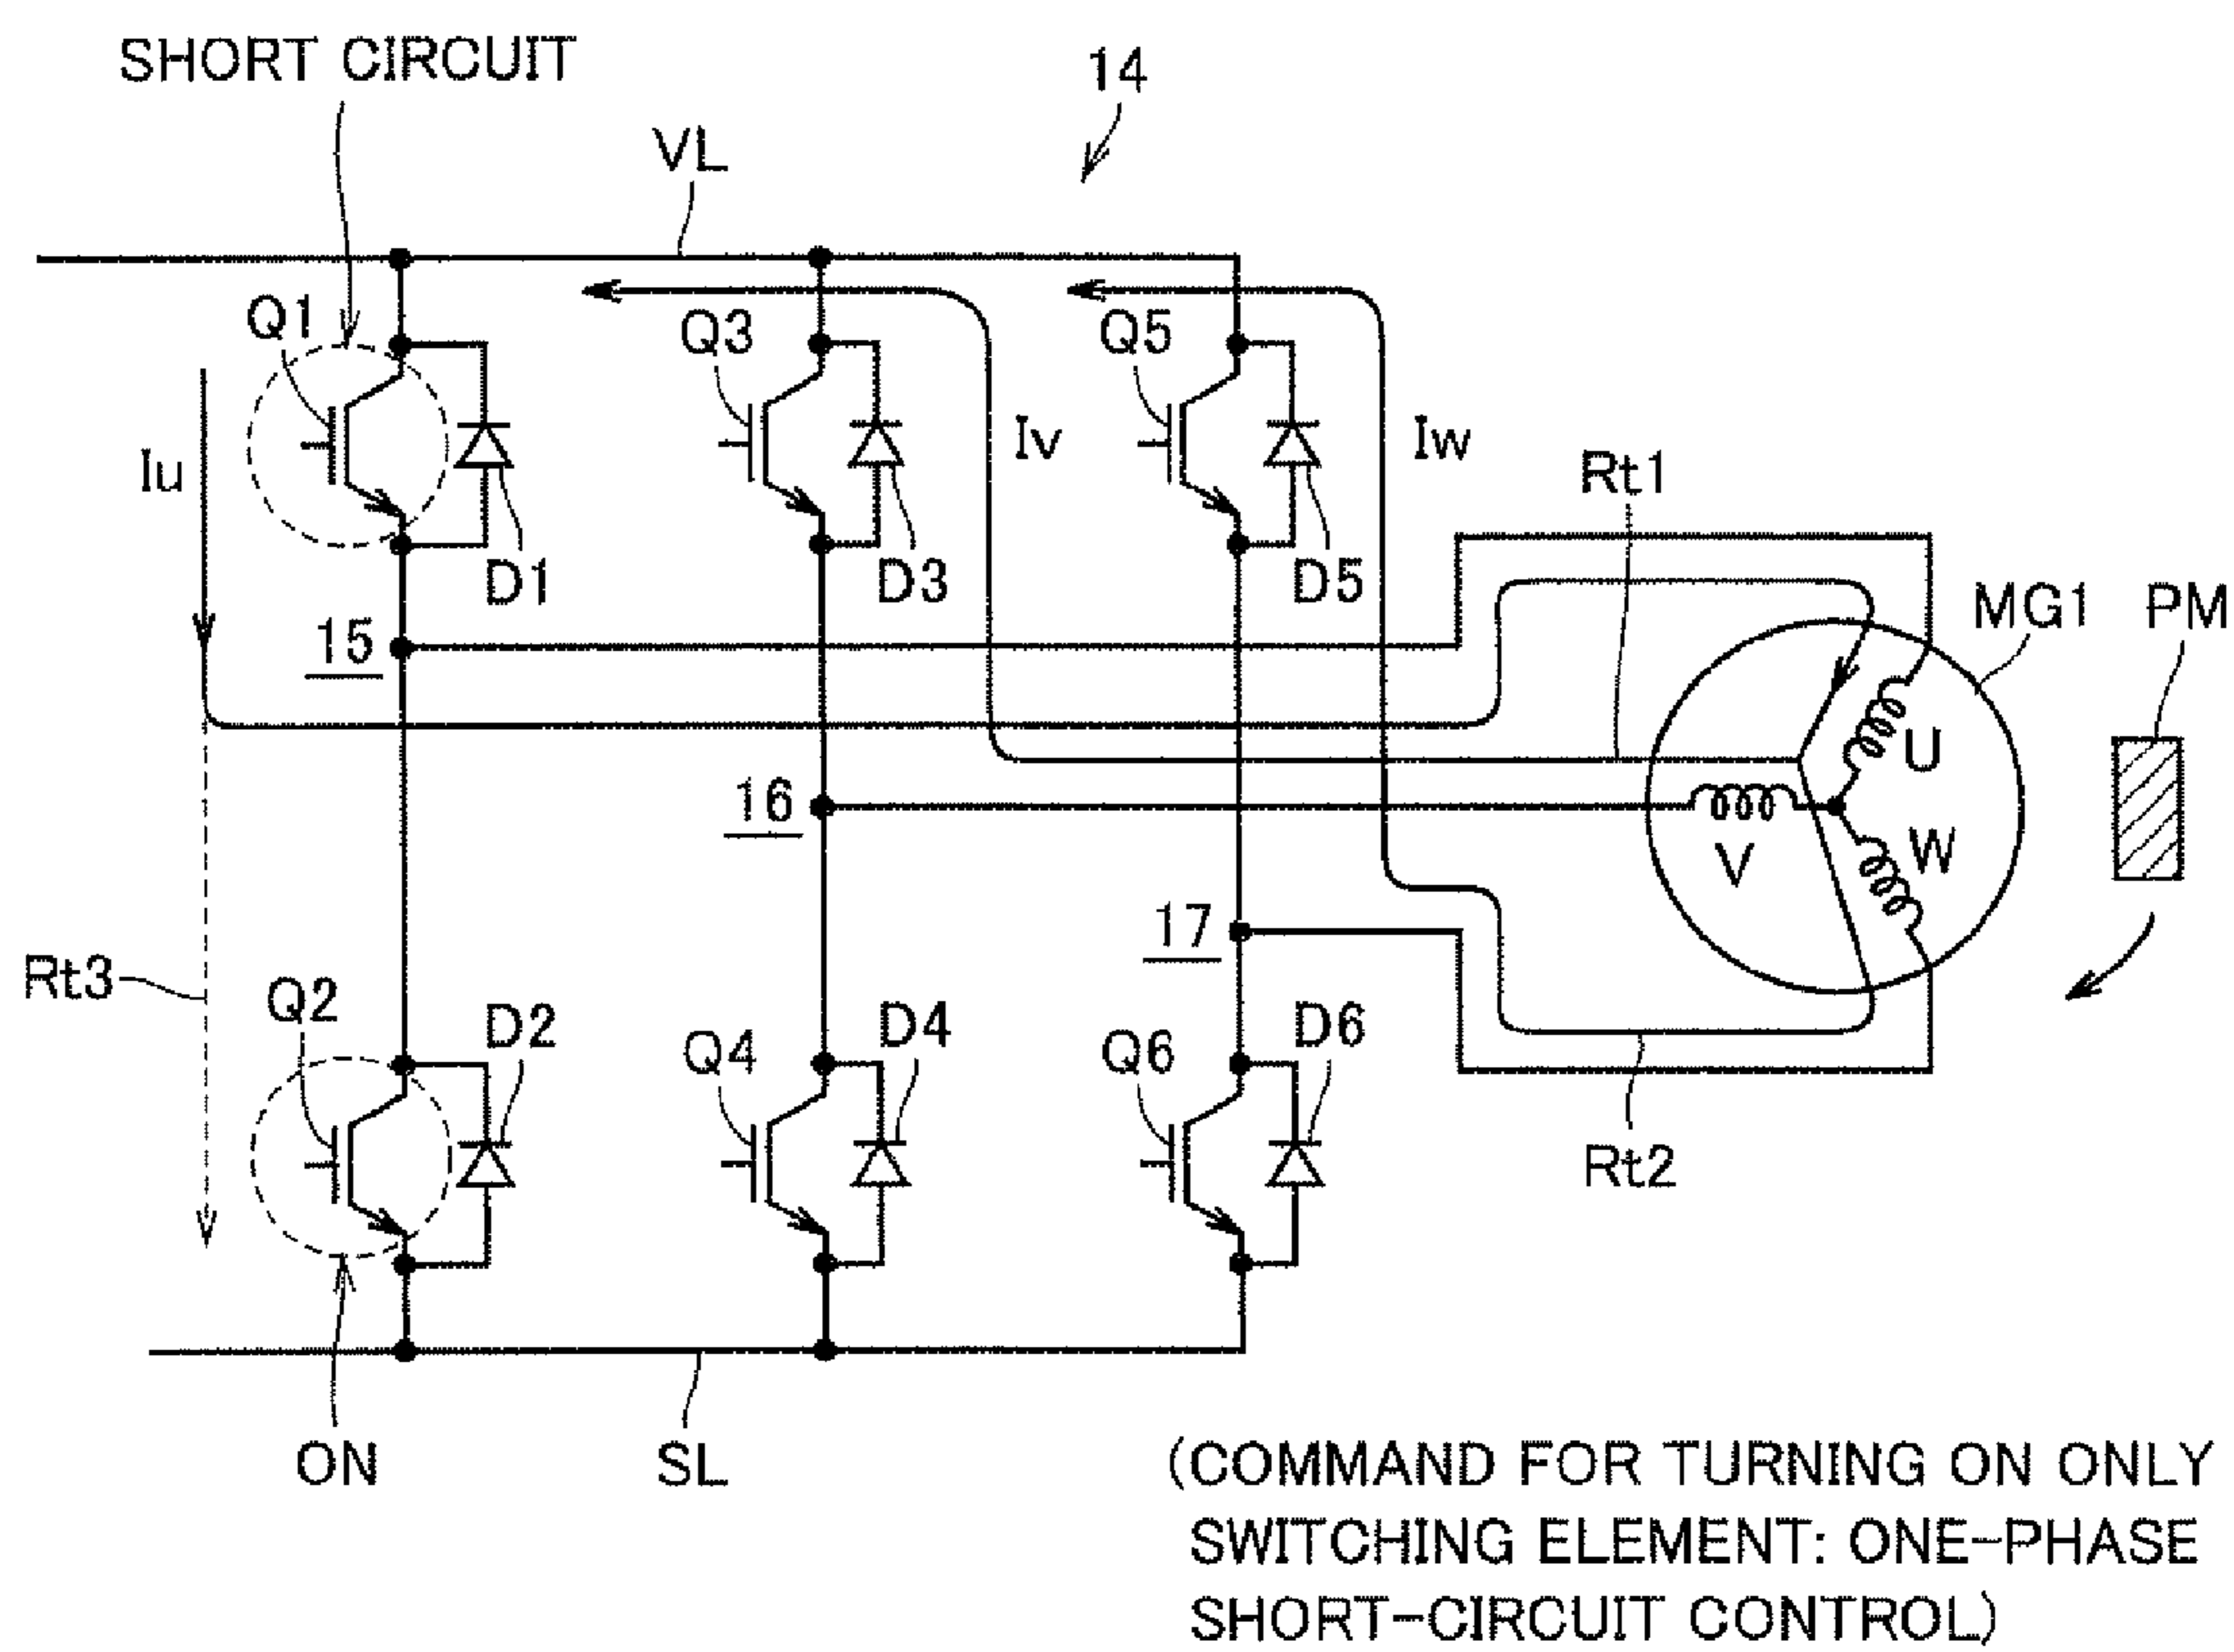 SHORT CIRCUIT
14
VL
Q1
Q3
Q5
Iu
Iv
Iw
Rt1
D1
D3
D5
MG1
PM
15
U
16
V
W
17
Rt3
Q2
D2
Q4
D4
Q6
D6
Rt2
ON
SL
(COMMAND FOR TURNING ON ONLY
SWITCHING ELEMENT: ONE-PHASE
SHORT-CIRCUIT CONTROL)